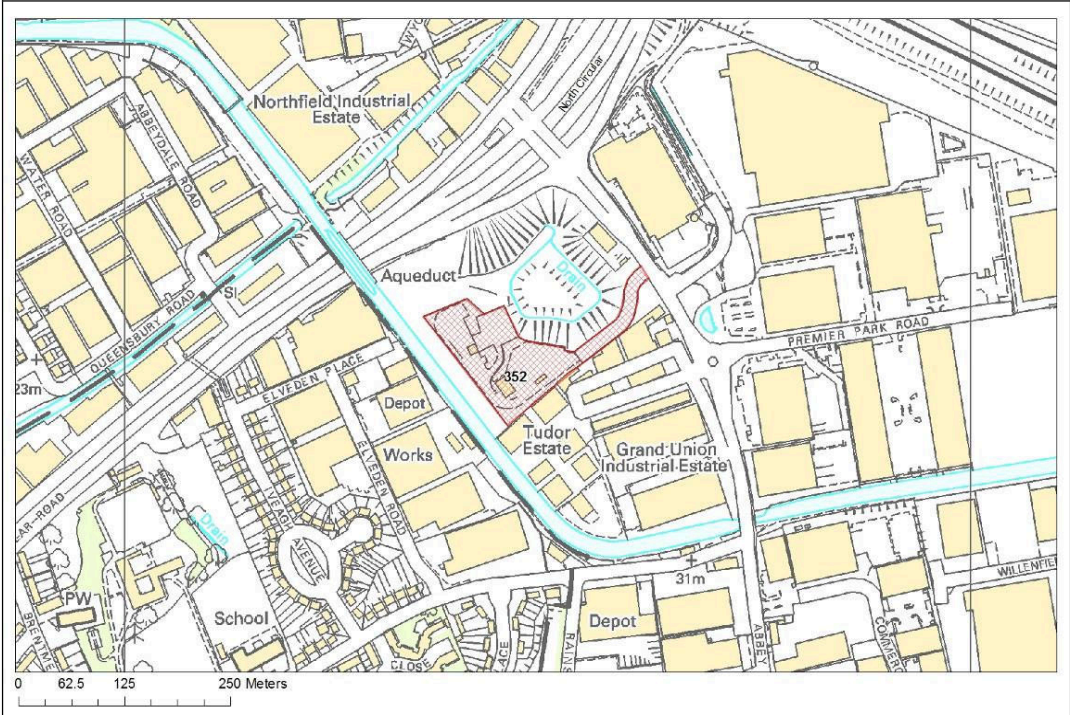 Northfield Industrial
Estate
North Circular
ABBEYDALE ROAD
WATER ROAD
Aqueduct
Drain
SI
QUEENSBURY ROAD
PREMIER PARK ROAD
23m
ELVEDEN PLACE
352
Depot
Tudor
Estate
Works
Grand Union
Industrial Estate
ELVEDEN ROAD
VEAGH
AVENUE
Drain
PW
School
31m
Depot
CLOSE
ABBEY
0 62.5 125 250 Meters